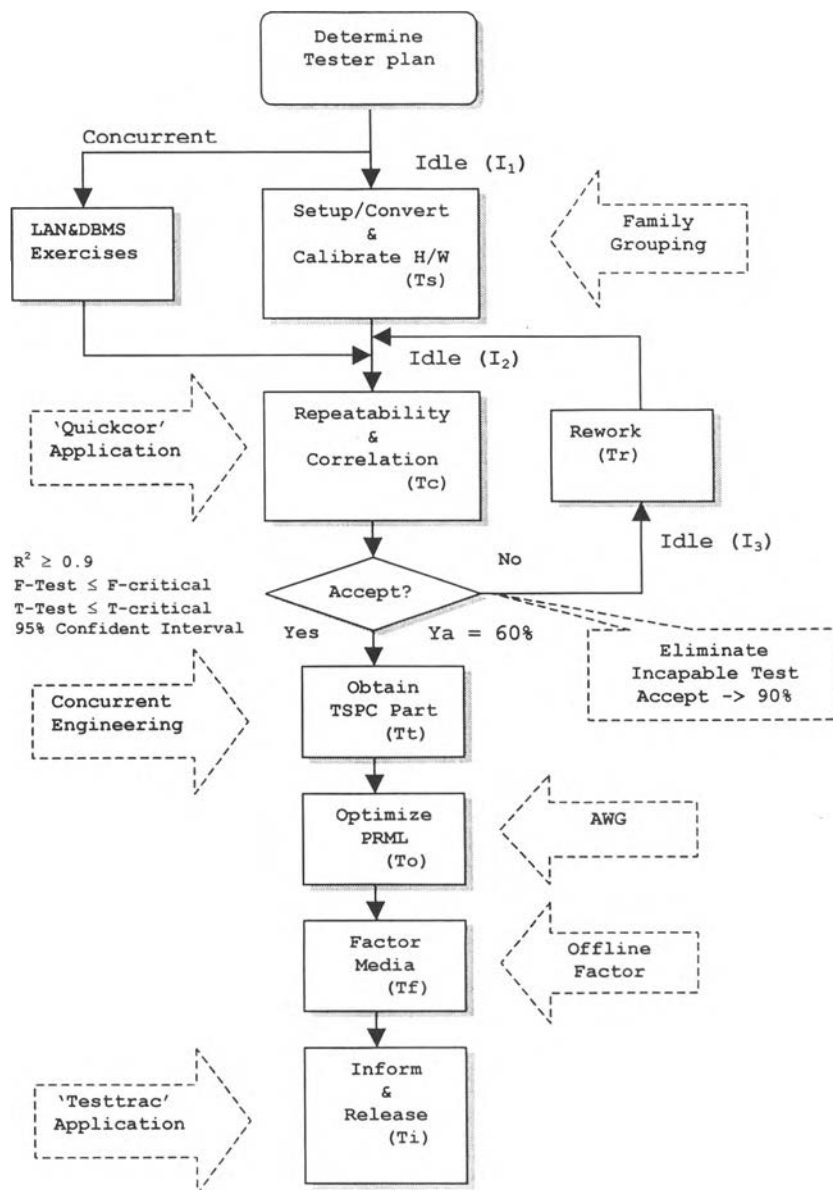 Determine
Tester plan
Concurrent
Idle (I₁)
LAN&DBMS
Exercises
Setup/Convert
&
Calibrate H/W
(Ts)
Family
Grouping
Idle (I₂)
'Quickcor'
Application
Repeatability
&
Correlation
(Tc)
Rework
(Tr)
Idle (I₃)
R² ≥ 0.9
F-Test ≤ F-critical
T-Test ≤ T-critical
95% Confident Interval
No
Accept?
Yes
Ya = 60%
Eliminate
Incapable Test
Accept -> 90%
Concurrent
Engineering
Obtain
TSPC Part
(Tt)
Optimize
PRML
(To)
AWG
Factor
Media
(Tf)
Offline
Factor
'Testtrac'
Application
Inform
&
Release
(Ti)